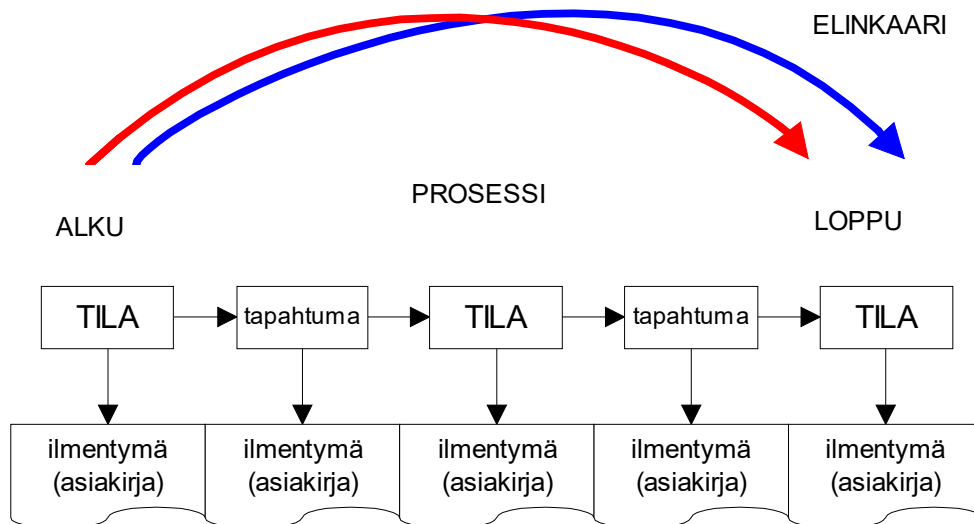 ELINKAARI
PROSESSI
ALKU
LOPPU
TILA
tapahtuma
TILA
tapahtuma
TILA
ilmentymä
(asiakirja)
ilmentymä
(asiakirja)
ilmentymä
(asiakirja)
ilmentymä
(asiakirja)
ilmentymä
(asiakirja)